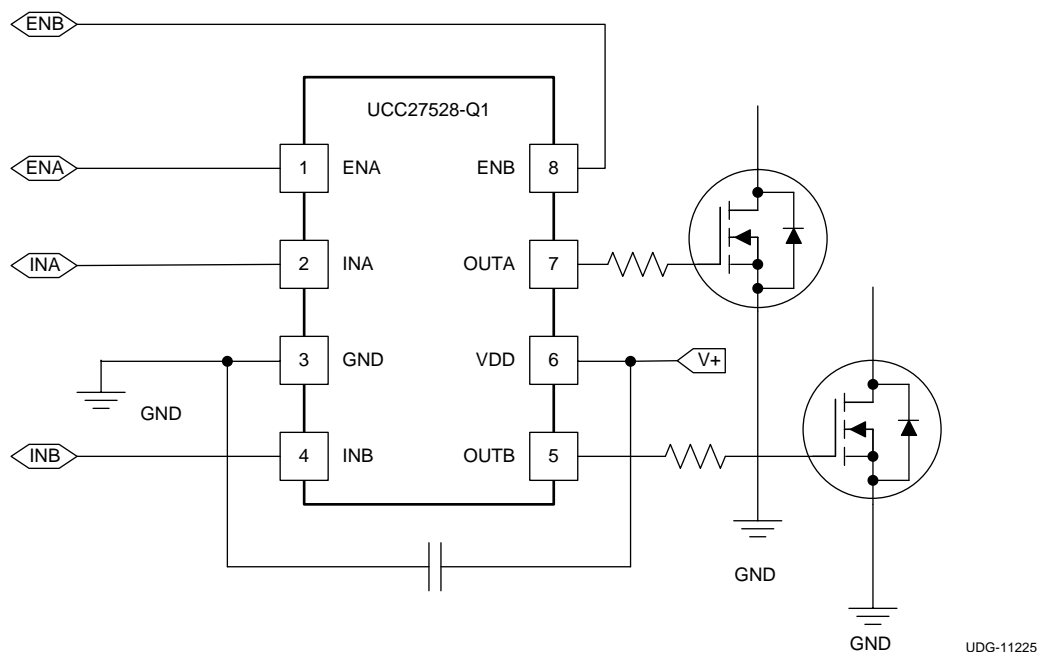 ENB
UCC27528-Q1
ENA
1
ENA
ENB
8
INA
2
INA
OUTA
7
3
GND
VDD
6
V+
GND
INB
4
INB
OUTB
5
GND
GND
UDG-11225